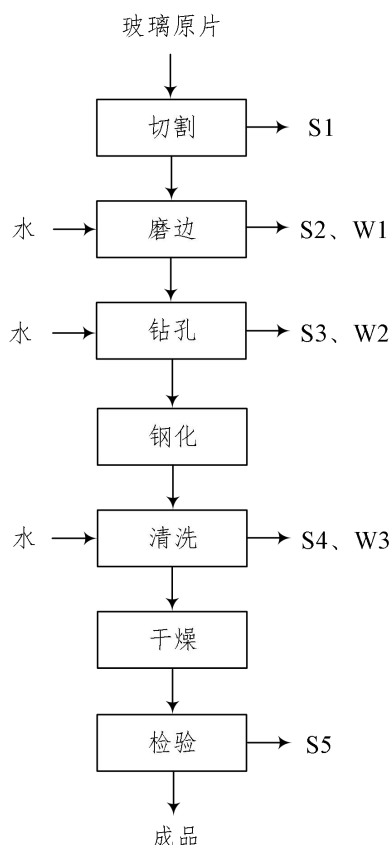 玻璃原片
切割 S1
水 磨边 S2、W1
水 钻孔 S3、W2
钢化
水 清洗 S4、W3
干燥
检验 S5
成品